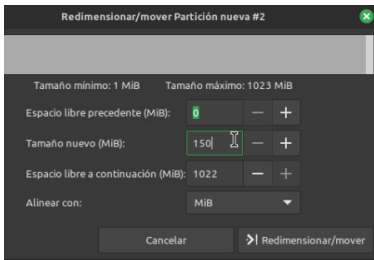 Redimensionar/mover Partición nueva #2
Tamaño mínimo: 1 MiB Tamaño máximo: 1023 MiB
Espacio libre precedente (MiB): 0
Tamaño nuevo (MiB): 150
Espacio libre a continuación (MiB): 1022
Alinear con: MiB
Cancelar Redimensionar/mover